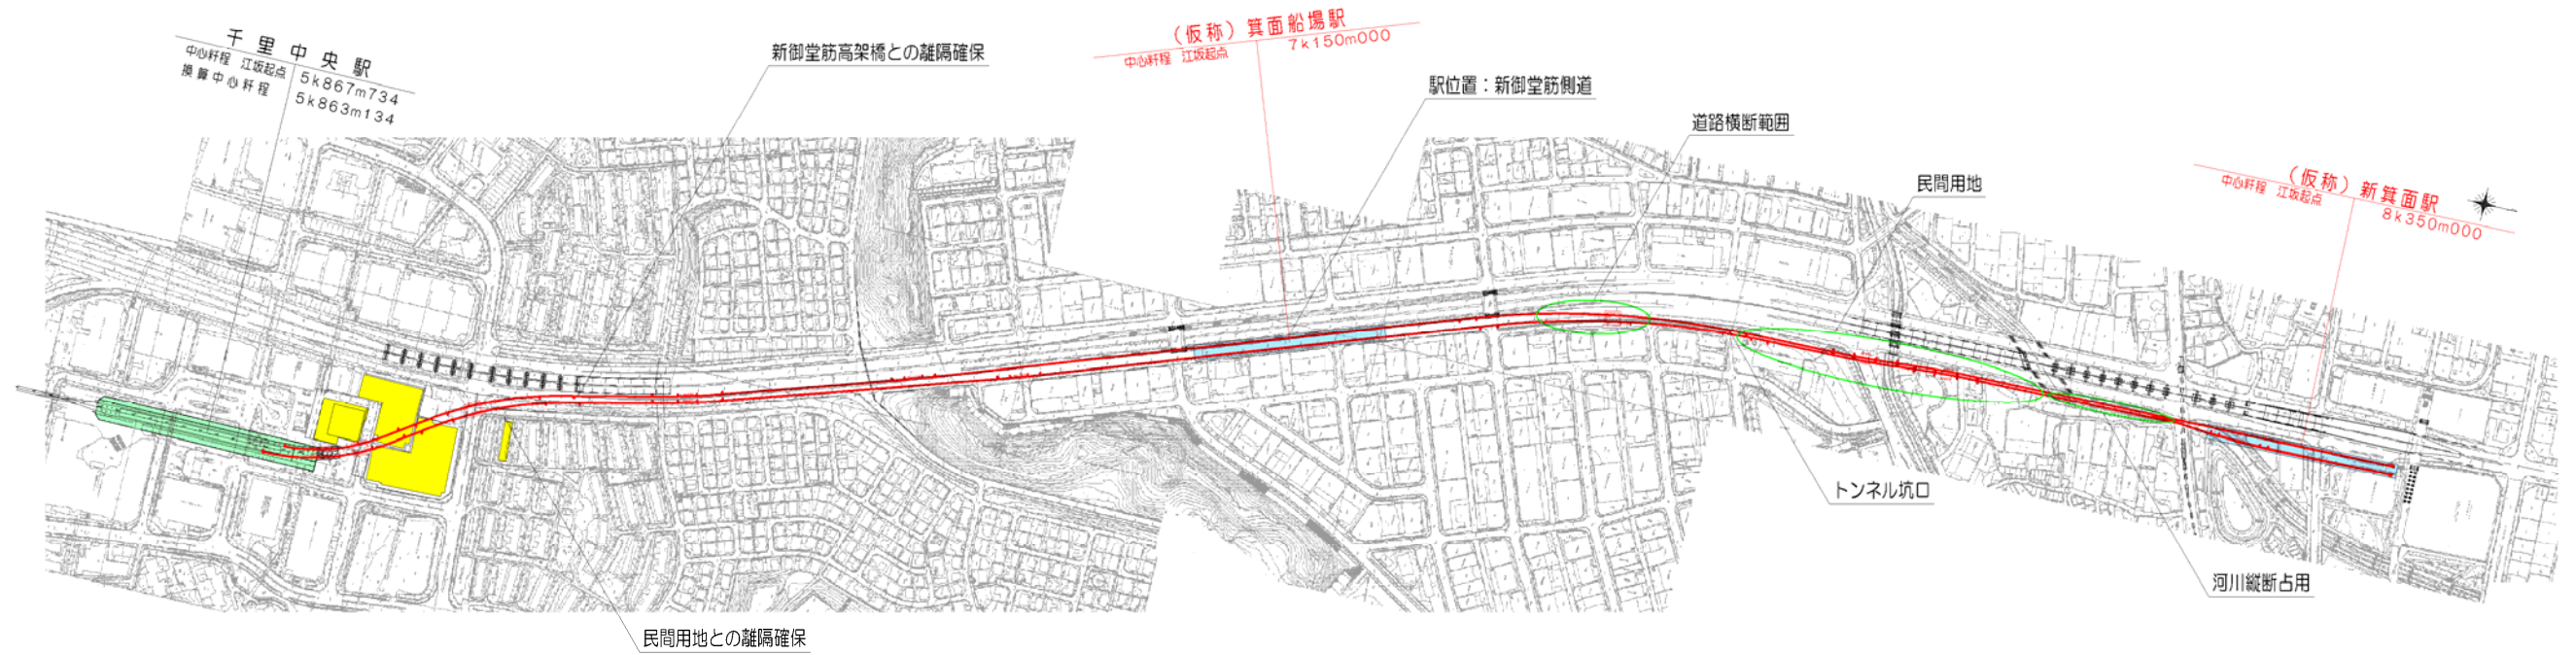 千里中央駅
中心粁程 江坂起点 5k867m734
換算中心粁程 5k863m134
新御堂筋高架橋との離隔確保
（仮称）箕面船場駅
中心粁程 江坂起点 7k150m000
駅位置：新御堂筋側道
道路横断範囲
民間用地
（仮称）新箕面駅
中心粁程 江坂起点 8k350m000
トンネル坑口
河川縦断占用
民間用地との離隔確保